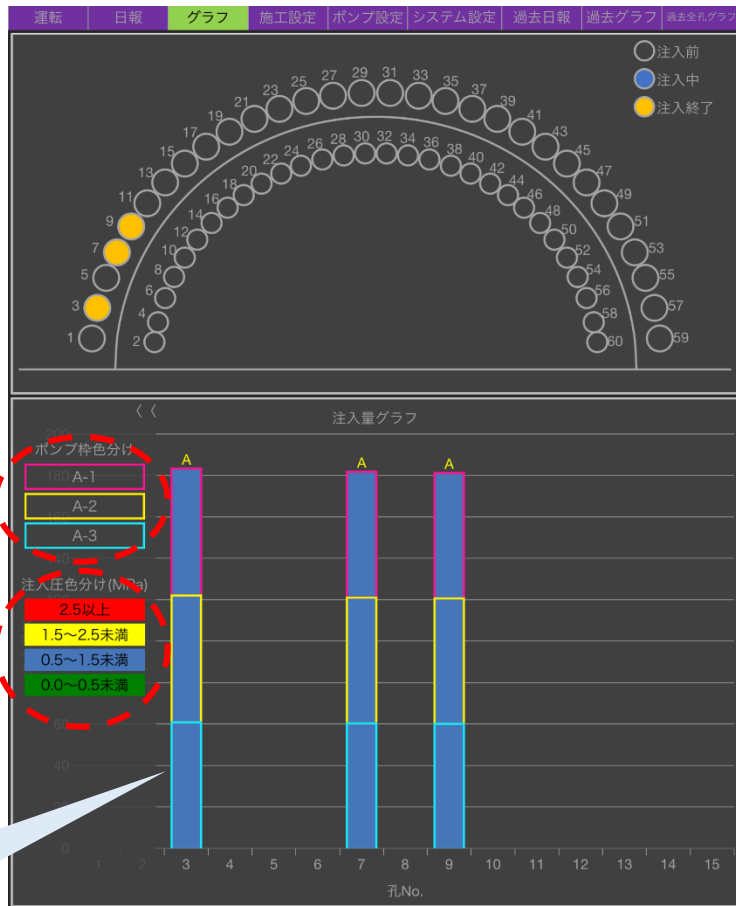 運転 日報 グラフ 施工設定 ポンプ設定 システム設定 過去日報 過去グラフ 過去全孔グラフ
注入前
注入中
注入終了
1 3 5 7 9 11 13 15 17 19 21 23 25 27 29 31 33 35 37 39 41 43 45 47 49 51 53 55 57 59
2 4 6 8 10 12 14 16 18 20 22 24 26 28 30 32 34 36 38 40 42 44 46 48 50 52 54 56 58 60
〈〈
注入量グラフ
200
ポンプ枠色分け
180 A-1
A-2
160
A-3
140
注入圧色分け(MPa)
2.5以上
1.5～2.5未満
0.5～1.5未満
0.0～0.5未満
60
40
20
0
A A A
1 2 3 4 5 6 7 8 9 10 11 12 13 14 15
孔No.